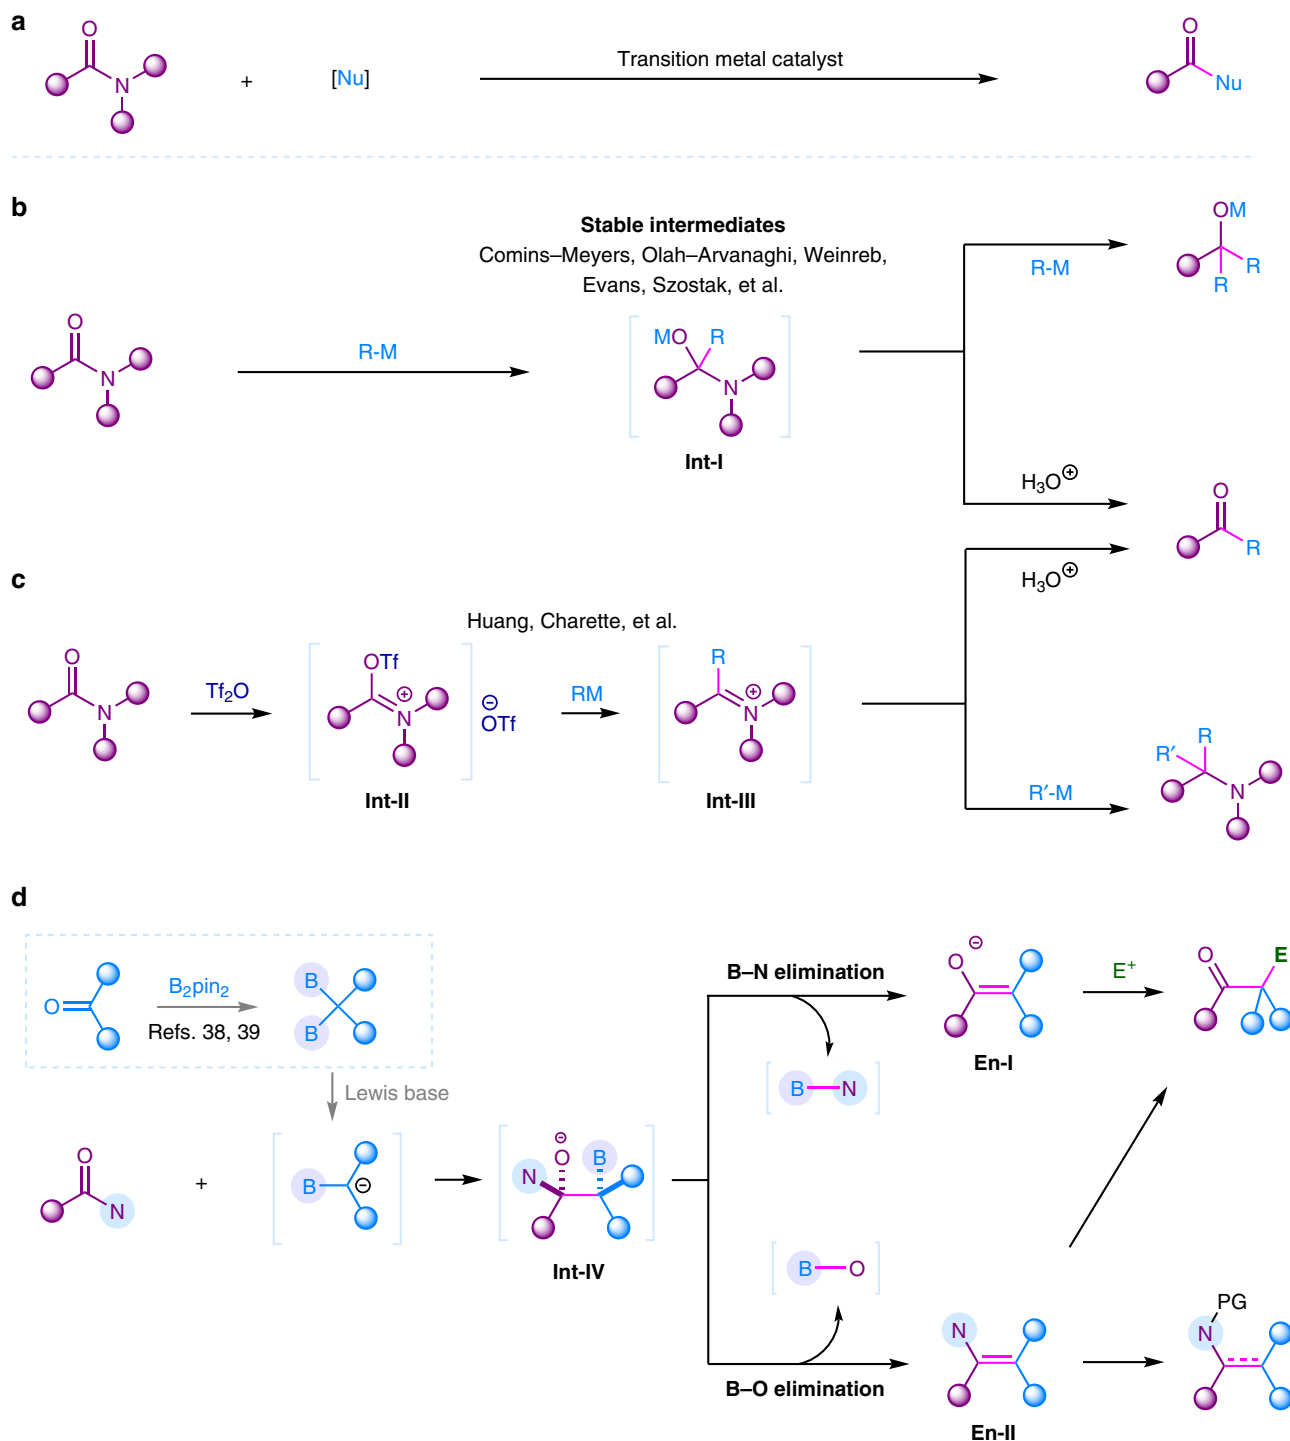 a
O
N
+
[Nu]
Transition metal catalyst
O
Nu
b
Stable intermediates
Comins–Meyers, Olah–Arvanaghi, Weinreb,
Evans, Szostak, et al.
O
N
R-M
MO
R
N
Int-I
R-M
OM
R
R
H3O⊕
O
R
H3O⊕
c
Huang, Charette, et al.
O
N
Tf2O
OTf
⊕
N
Int-II
⊖
OTf
RM
R
⊕
N
Int-III
R′-M
R′
R
N
d
O
B2pin2
Refs. 38, 39
B
B
Lewis base
O
N
+
B
⊖
⊖
O
N
B
Int-IV
B–N elimination
B
N
⊖
O
En-I
E+
O
E
B
O
B–O elimination
N
En-II
PG
N